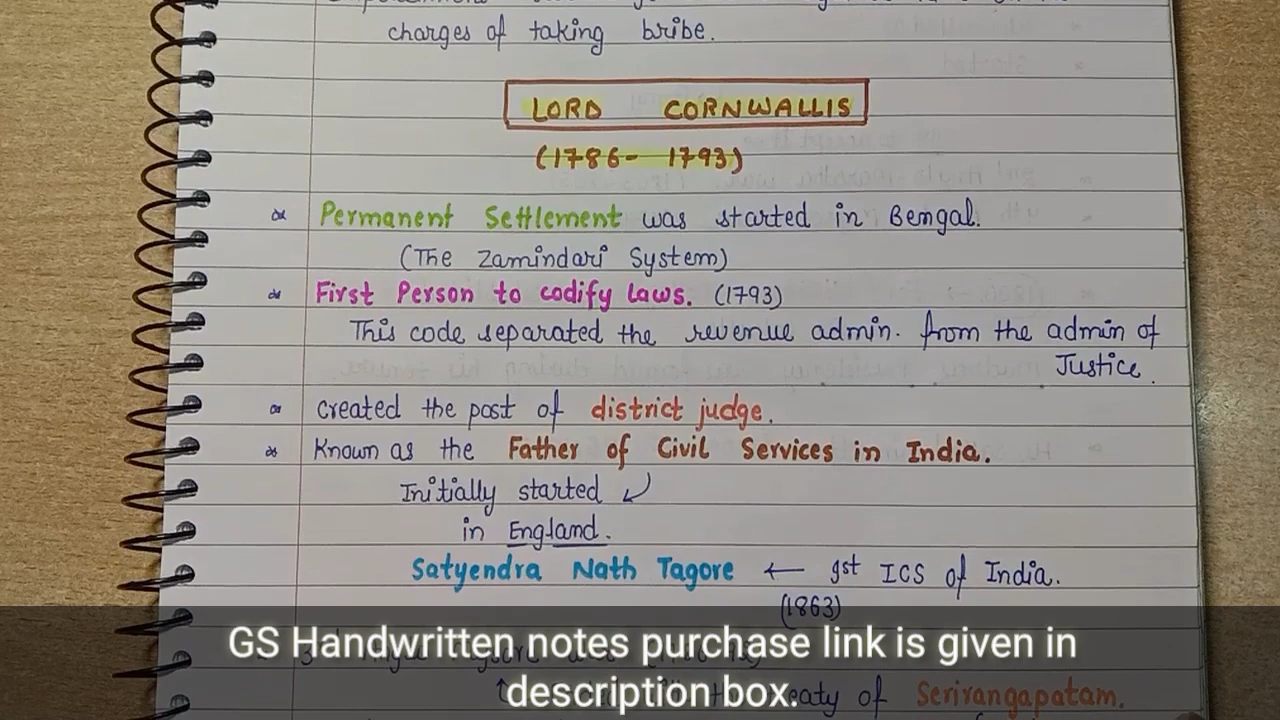 charges of taking bribe.
LORD CORNWALLIS
(1786- 1793)
Permanent Settlement was started in Bengal.
(The Zamindari System)
First Person to codify Laws. (1793)
This code separated the revenue admin. from the admin of
Justice.
created the post of district judge.
Known as the Father of Civil Services in India.
Initially started
in England.
Satyendra Nath Tagore ← Ist ICS of India.
(1863)
GS Handwritten notes purchase link is given in
description box.
treaty of Serirangapatam.